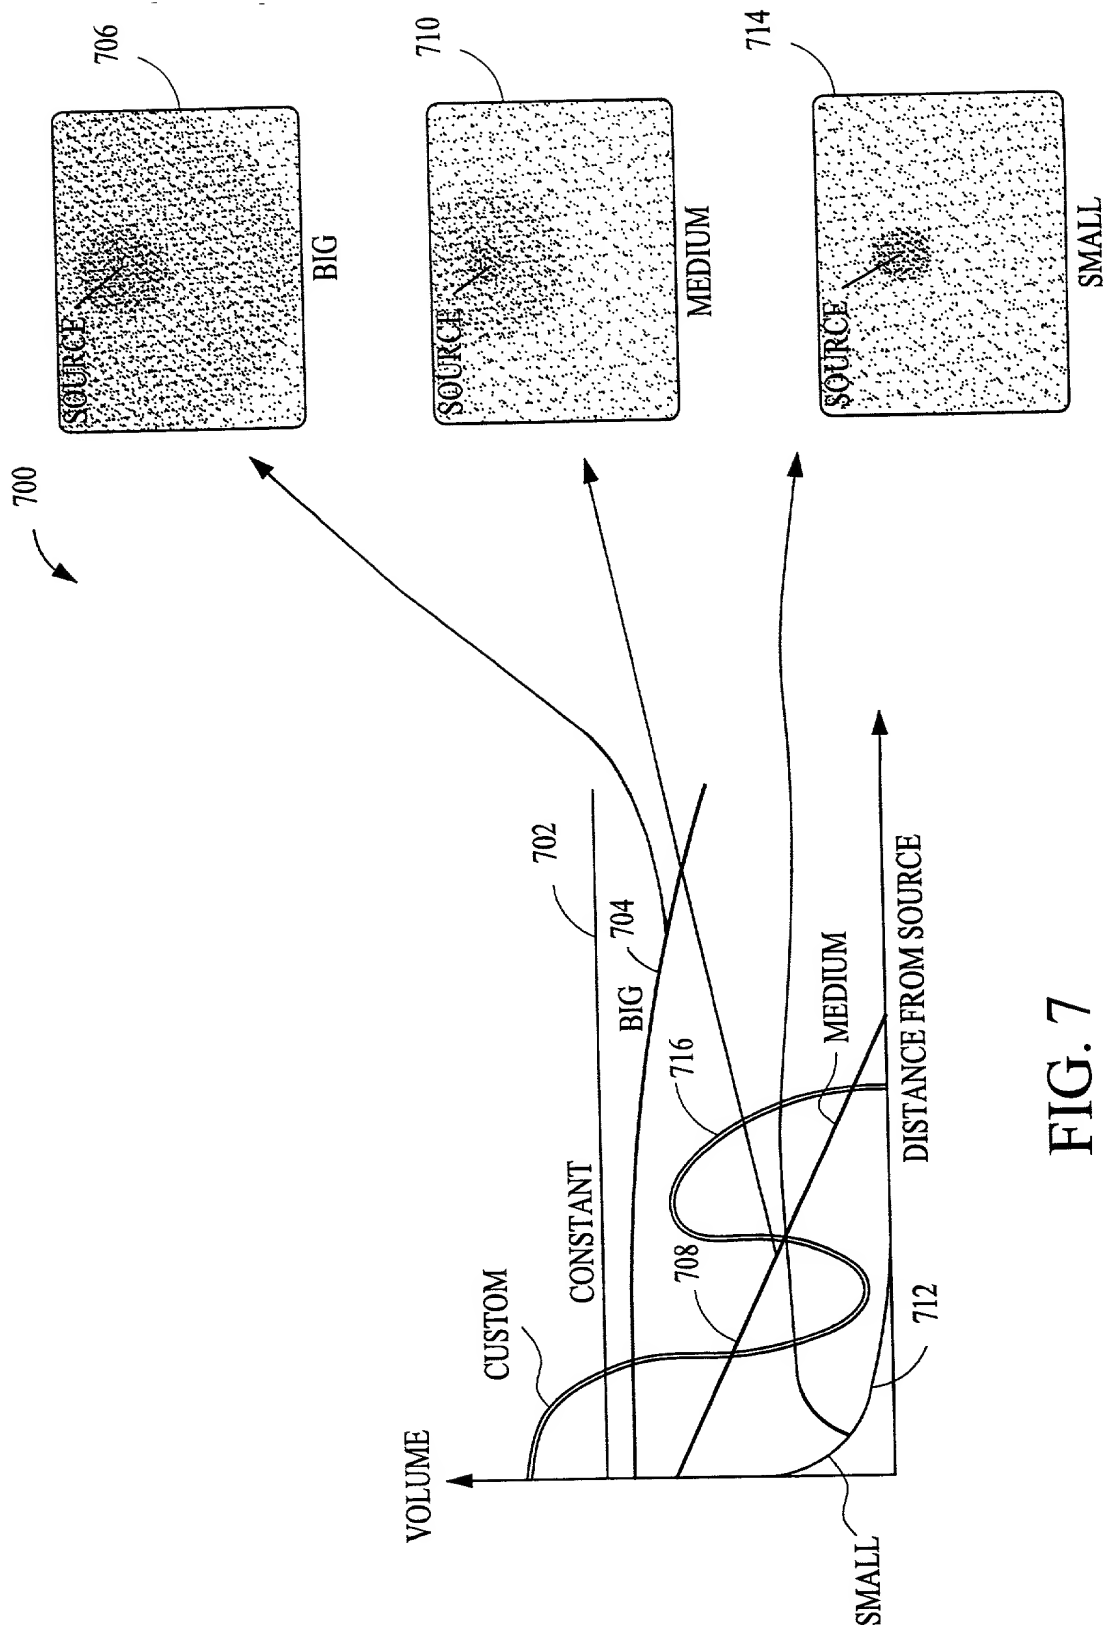 700
706
SOURCE
BIG
710
SOURCE
MEDIUM
714
SOURCE
SMALL
VOLUME
CUSTOM
CONSTANT
702
BIG
704
716
708
MEDIUM
SMALL
712
DISTANCE FROM SOURCE
FIG. 7